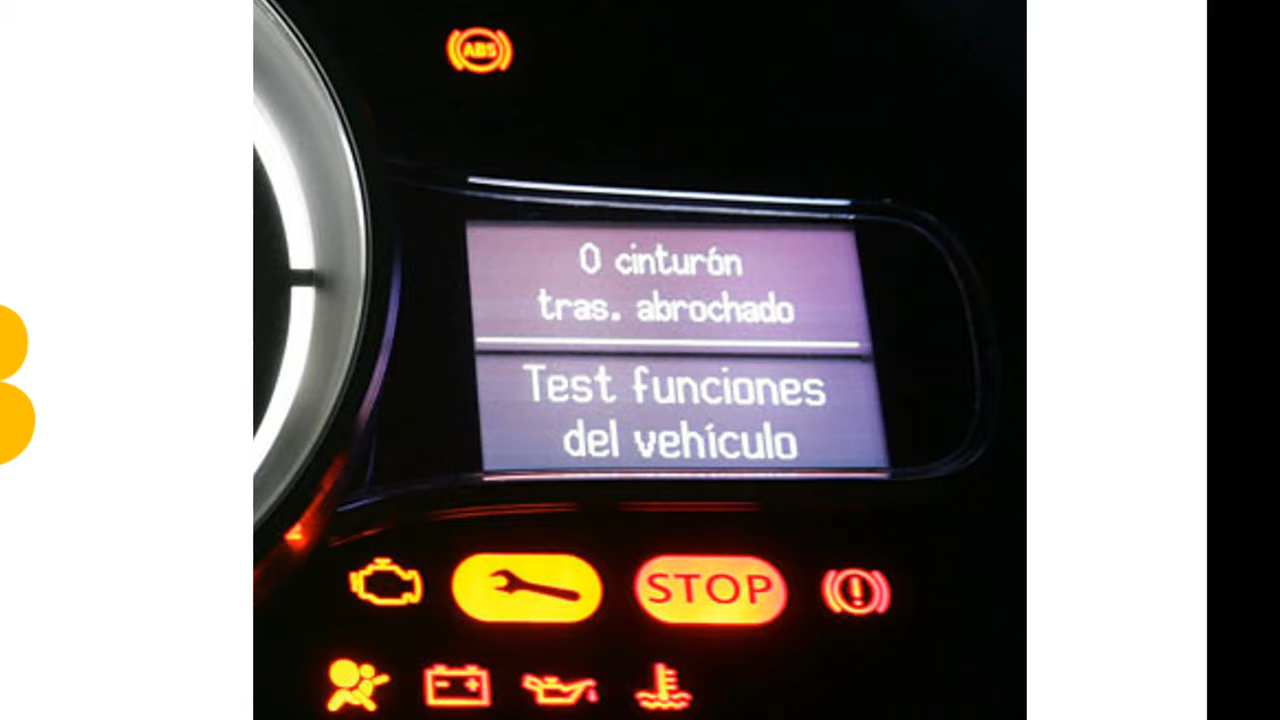 ABS
0 cinturón
tras. abrochado
Test funciones
del vehículo
STOP